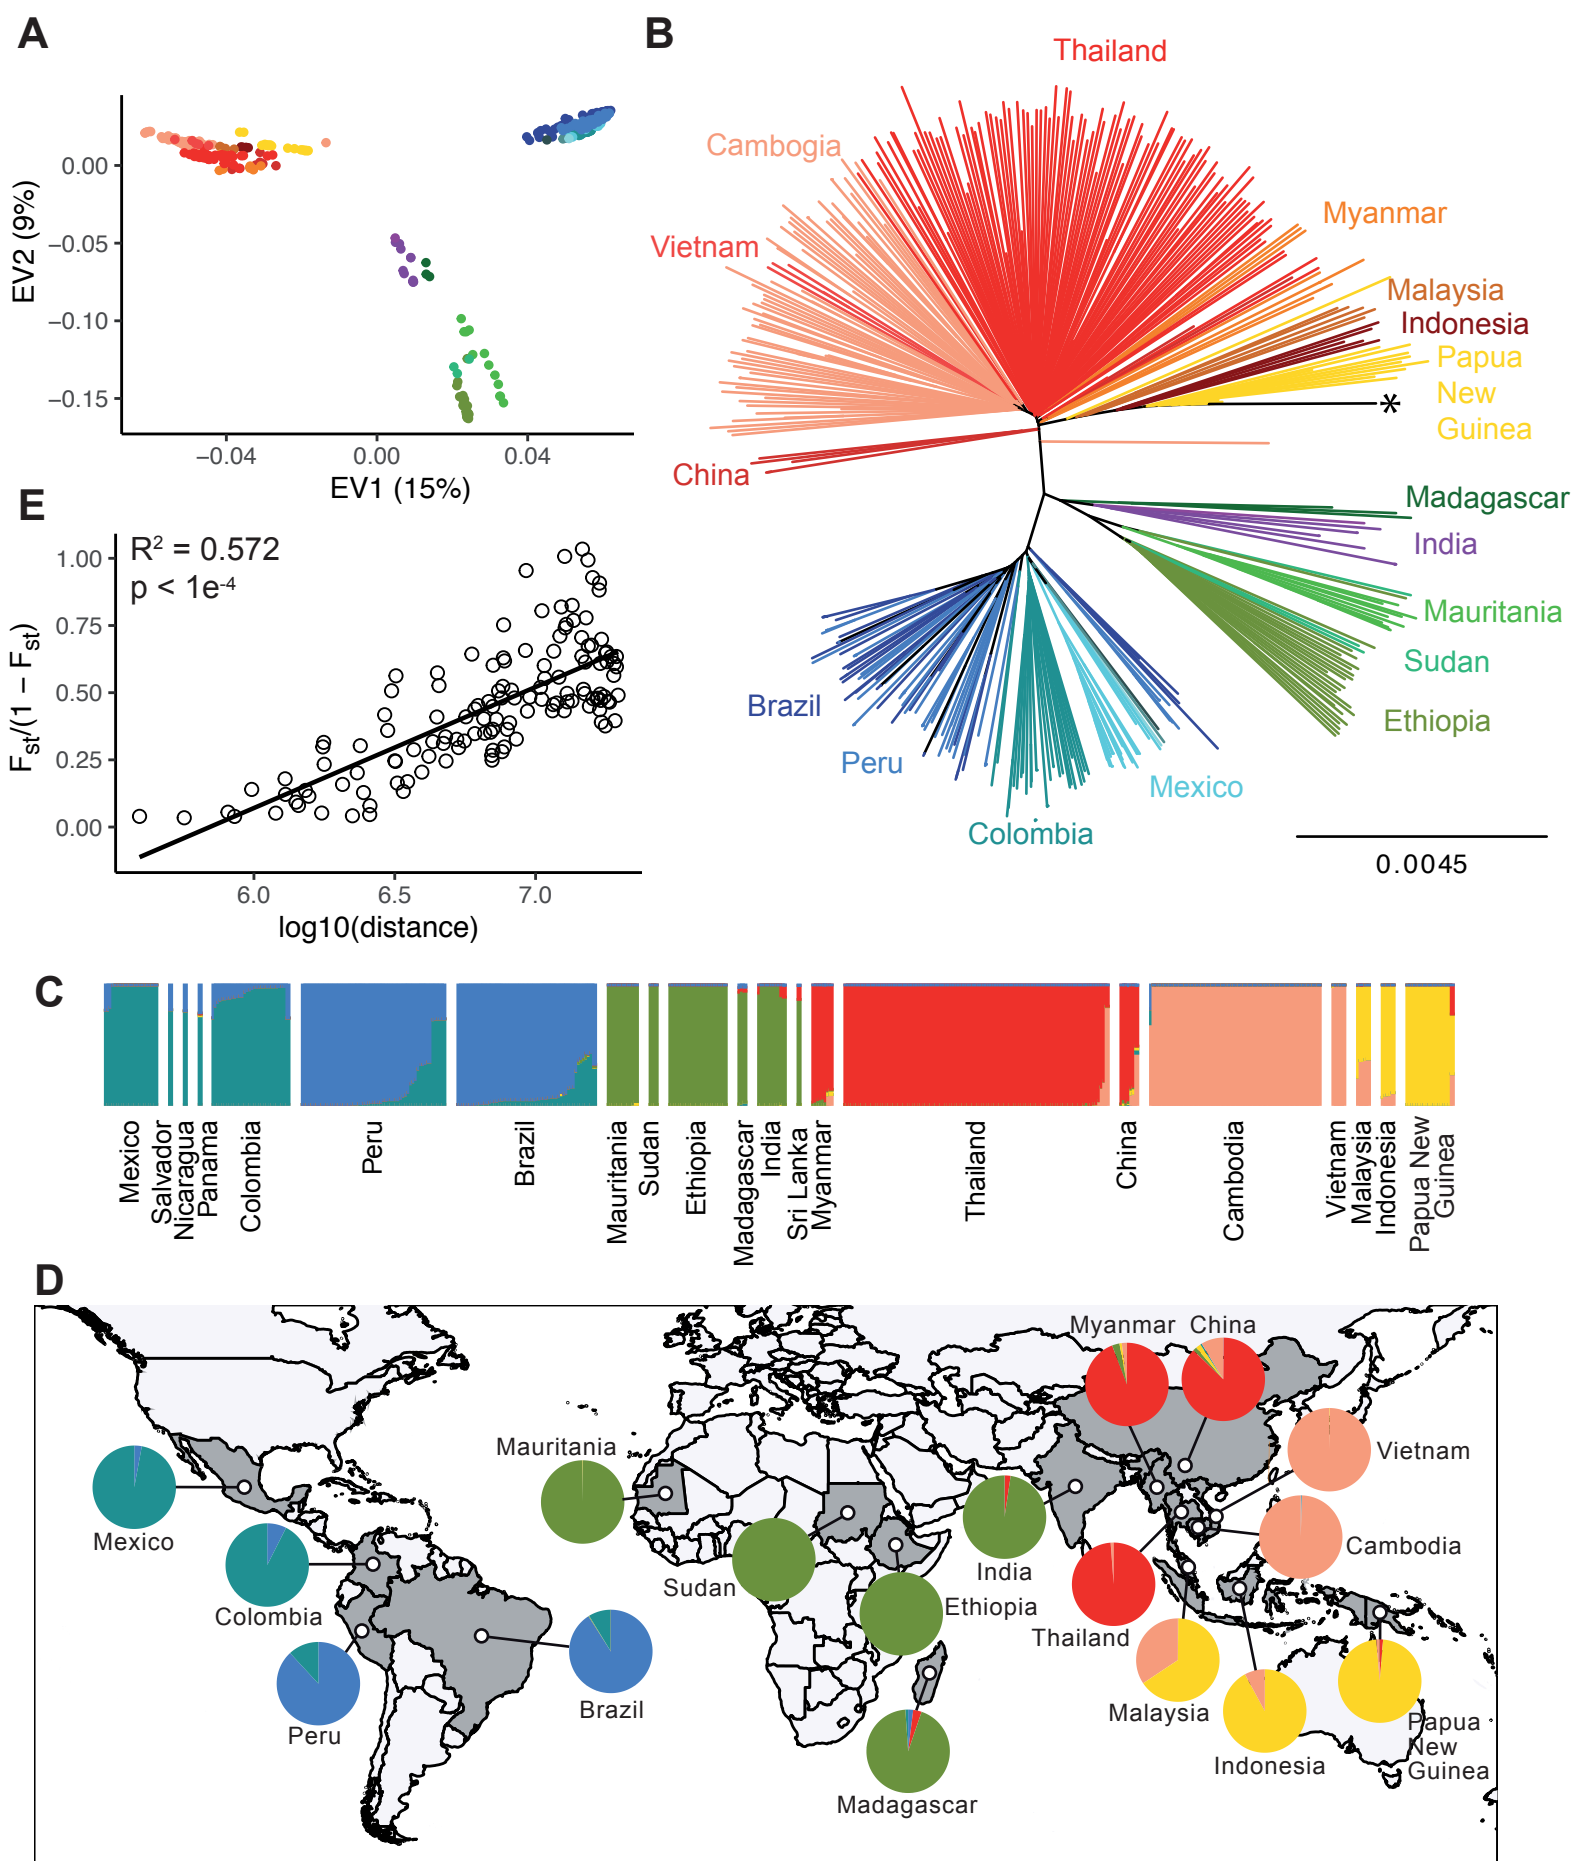 A
0.00
−0.05
−0.10
−0.15
EV2 (9%)
−0.04
0.00
0.04
EV1 (15%)
B
Thailand
Cambogia
Myanmar
Vietnam
Malaysia
Indonesia
Papua
New
Guinea
*
China
Madagascar
India
Mauritania
Sudan
Ethiopia
Brazil
Peru
Mexico
Colombia
0.0045
E
R² = 0.572
p < 1e⁻⁴
1.00
0.75
0.50
0.25
0.00
Fst/(1 − Fst)
6.0
6.5
7.0
log10(distance)
C
Mexico
Salvador
Nicaragua
Panama
Colombia
Peru
Brazil
Mauritania
Sudan
Ethiopia
Madagascar
India
Sri Lanka
Myanmar
Thailand
China
Cambodia
Vietnam
Malaysia
Indonesia
Papua New
Guinea
D
Myanmar
China
Mauritania
Vietnam
Mexico
Cambodia
India
Sudan
Ethiopia
Colombia
Thailand
Brazil
Malaysia
Peru
Papua
New
Guinea
Indonesia
Madagascar